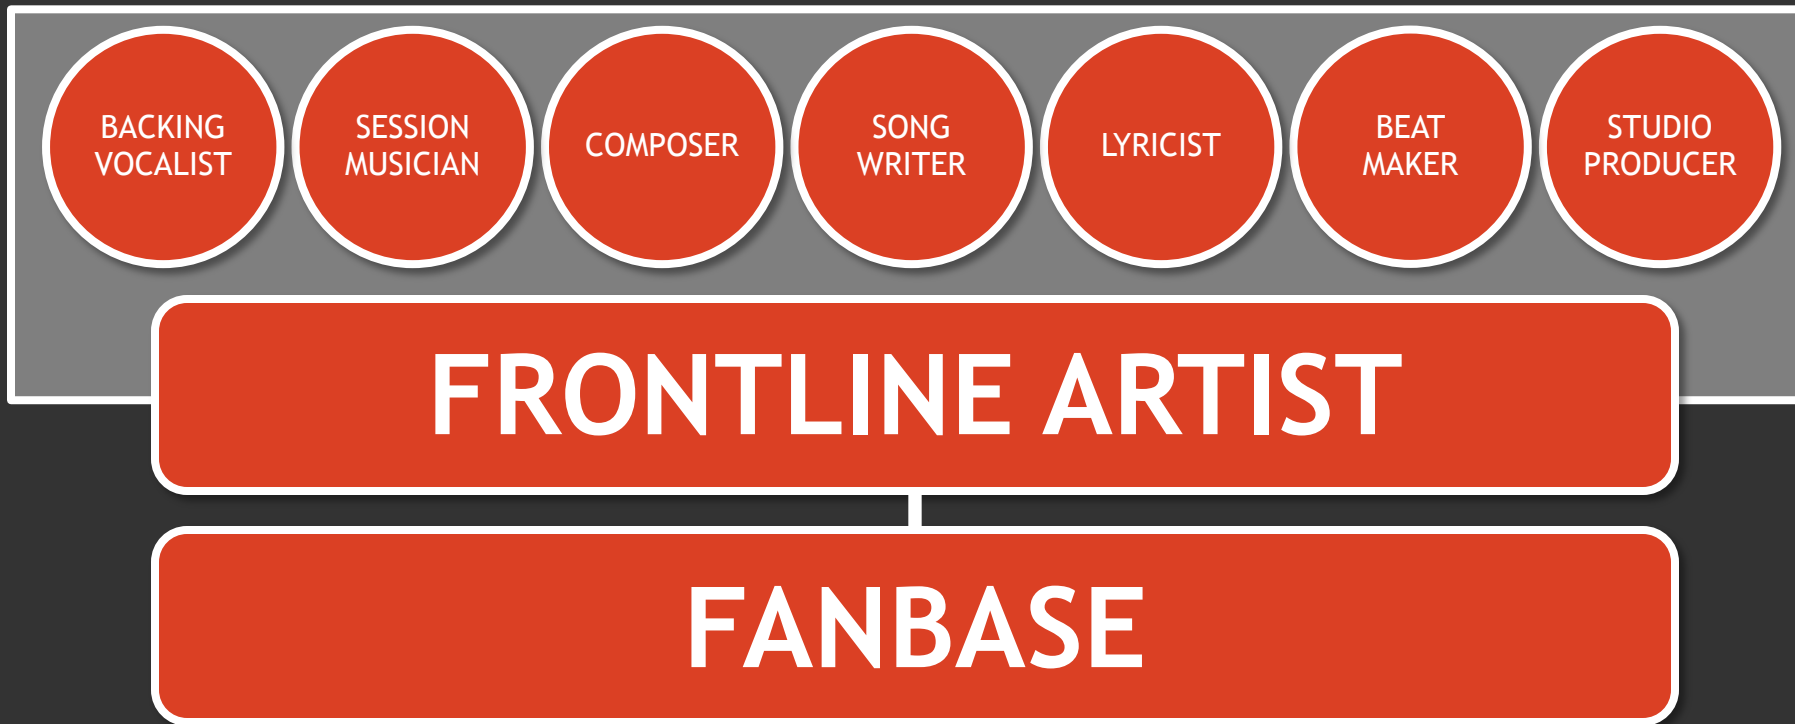 BACKING
VOCALIST
SESSION
MUSICIAN
COMPOSER
SONG
WRITER
LYRICIST
BEAT
MAKER
STUDIO
PRODUCER
FRONTLINE ARTIST
FANBASE